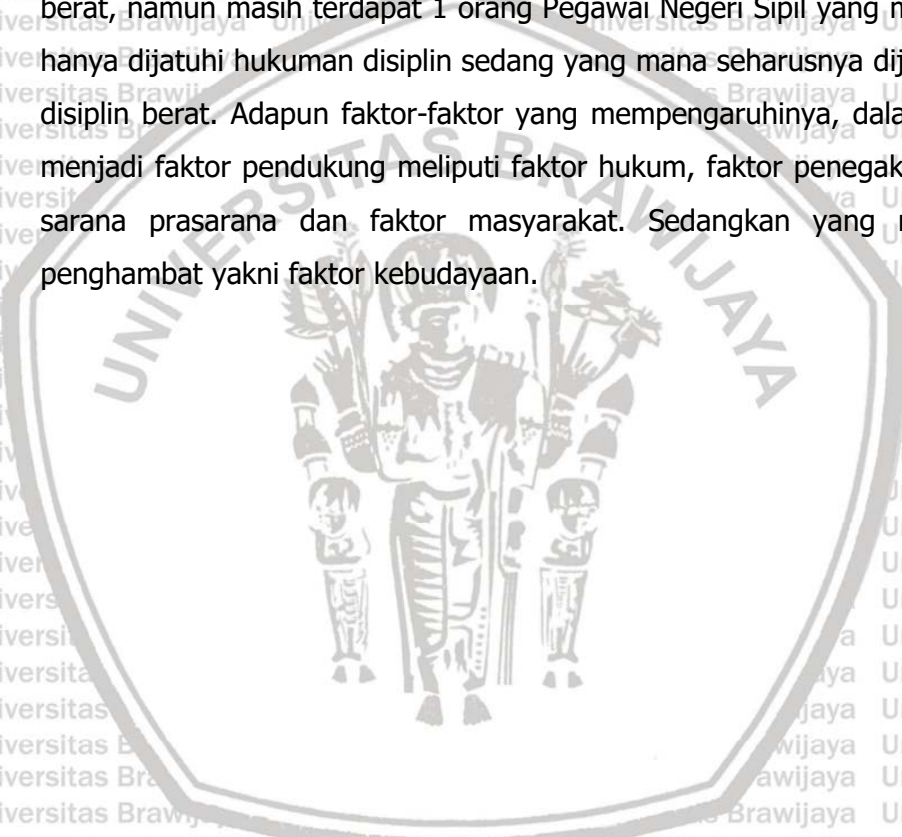 berat, namun masih terdapat 1 orang Pegawai Negeri Sipil yang
hanya dijatuhi hukuman disiplin sedang yang mana seharusnya
disiplin berat. Adapun faktor-faktor yang mempengaruhinya,
menjadi faktor pendukung meliputi faktor hukum, faktor
sarana prasarana dan faktor masyarakat. Sedangkan yang
penghambat yakni faktor kebudayaan.
UNIVERSITAS BRAWIJAYA